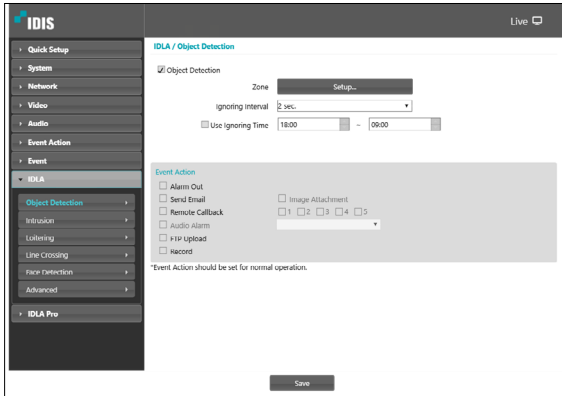 IDIS
Live
Quick Setup
System
Network
Video
Audio
Event Action
Event
IDLA
Object Detection
Intrusion
Loitering
Line Crossing
Face Detection
Advanced
IDLA Pro
IDLA / Object Detection
Object Detection
Zone Setup...
Ignoring Interval 2 sec.
Use Ignoring Time 18:00 – 09:00
Event Action
Alarm Out
Send Email Image Attachment
Remote Callback 1 2 3 4 5
Audio Alarm
FTP Upload
Record
*Event Action should be set for normal operation.
Save